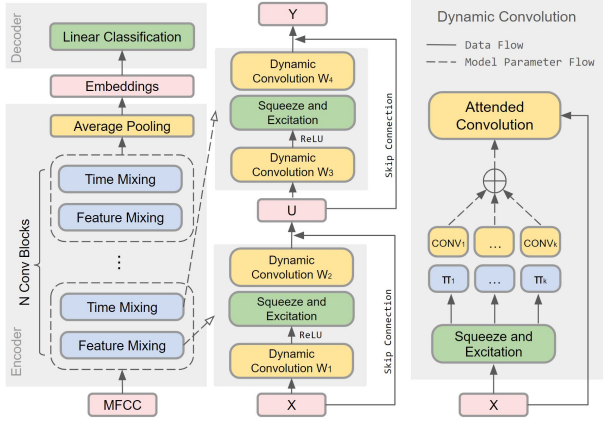 Decoder
Linear Classification
Embeddings
Encoder
Average Pooling
N Conv Blocks
Time Mixing
Feature Mixing
...
Time Mixing
Feature Mixing
MFCC
Y
Dynamic
Convolution W4
Squeeze and
Excitation
ReLU
Dynamic
Convolution W3
Skip Connection
U
Dynamic
Convolution W2
Squeeze and
Excitation
ReLU
Dynamic
Convolution W1
Skip Connection
X
Dynamic Convolution
Data Flow
Model Parameter Flow
Attended
Convolution
CONV1 ... CONVk
π1 ... πk
Squeeze and
Excitation
X